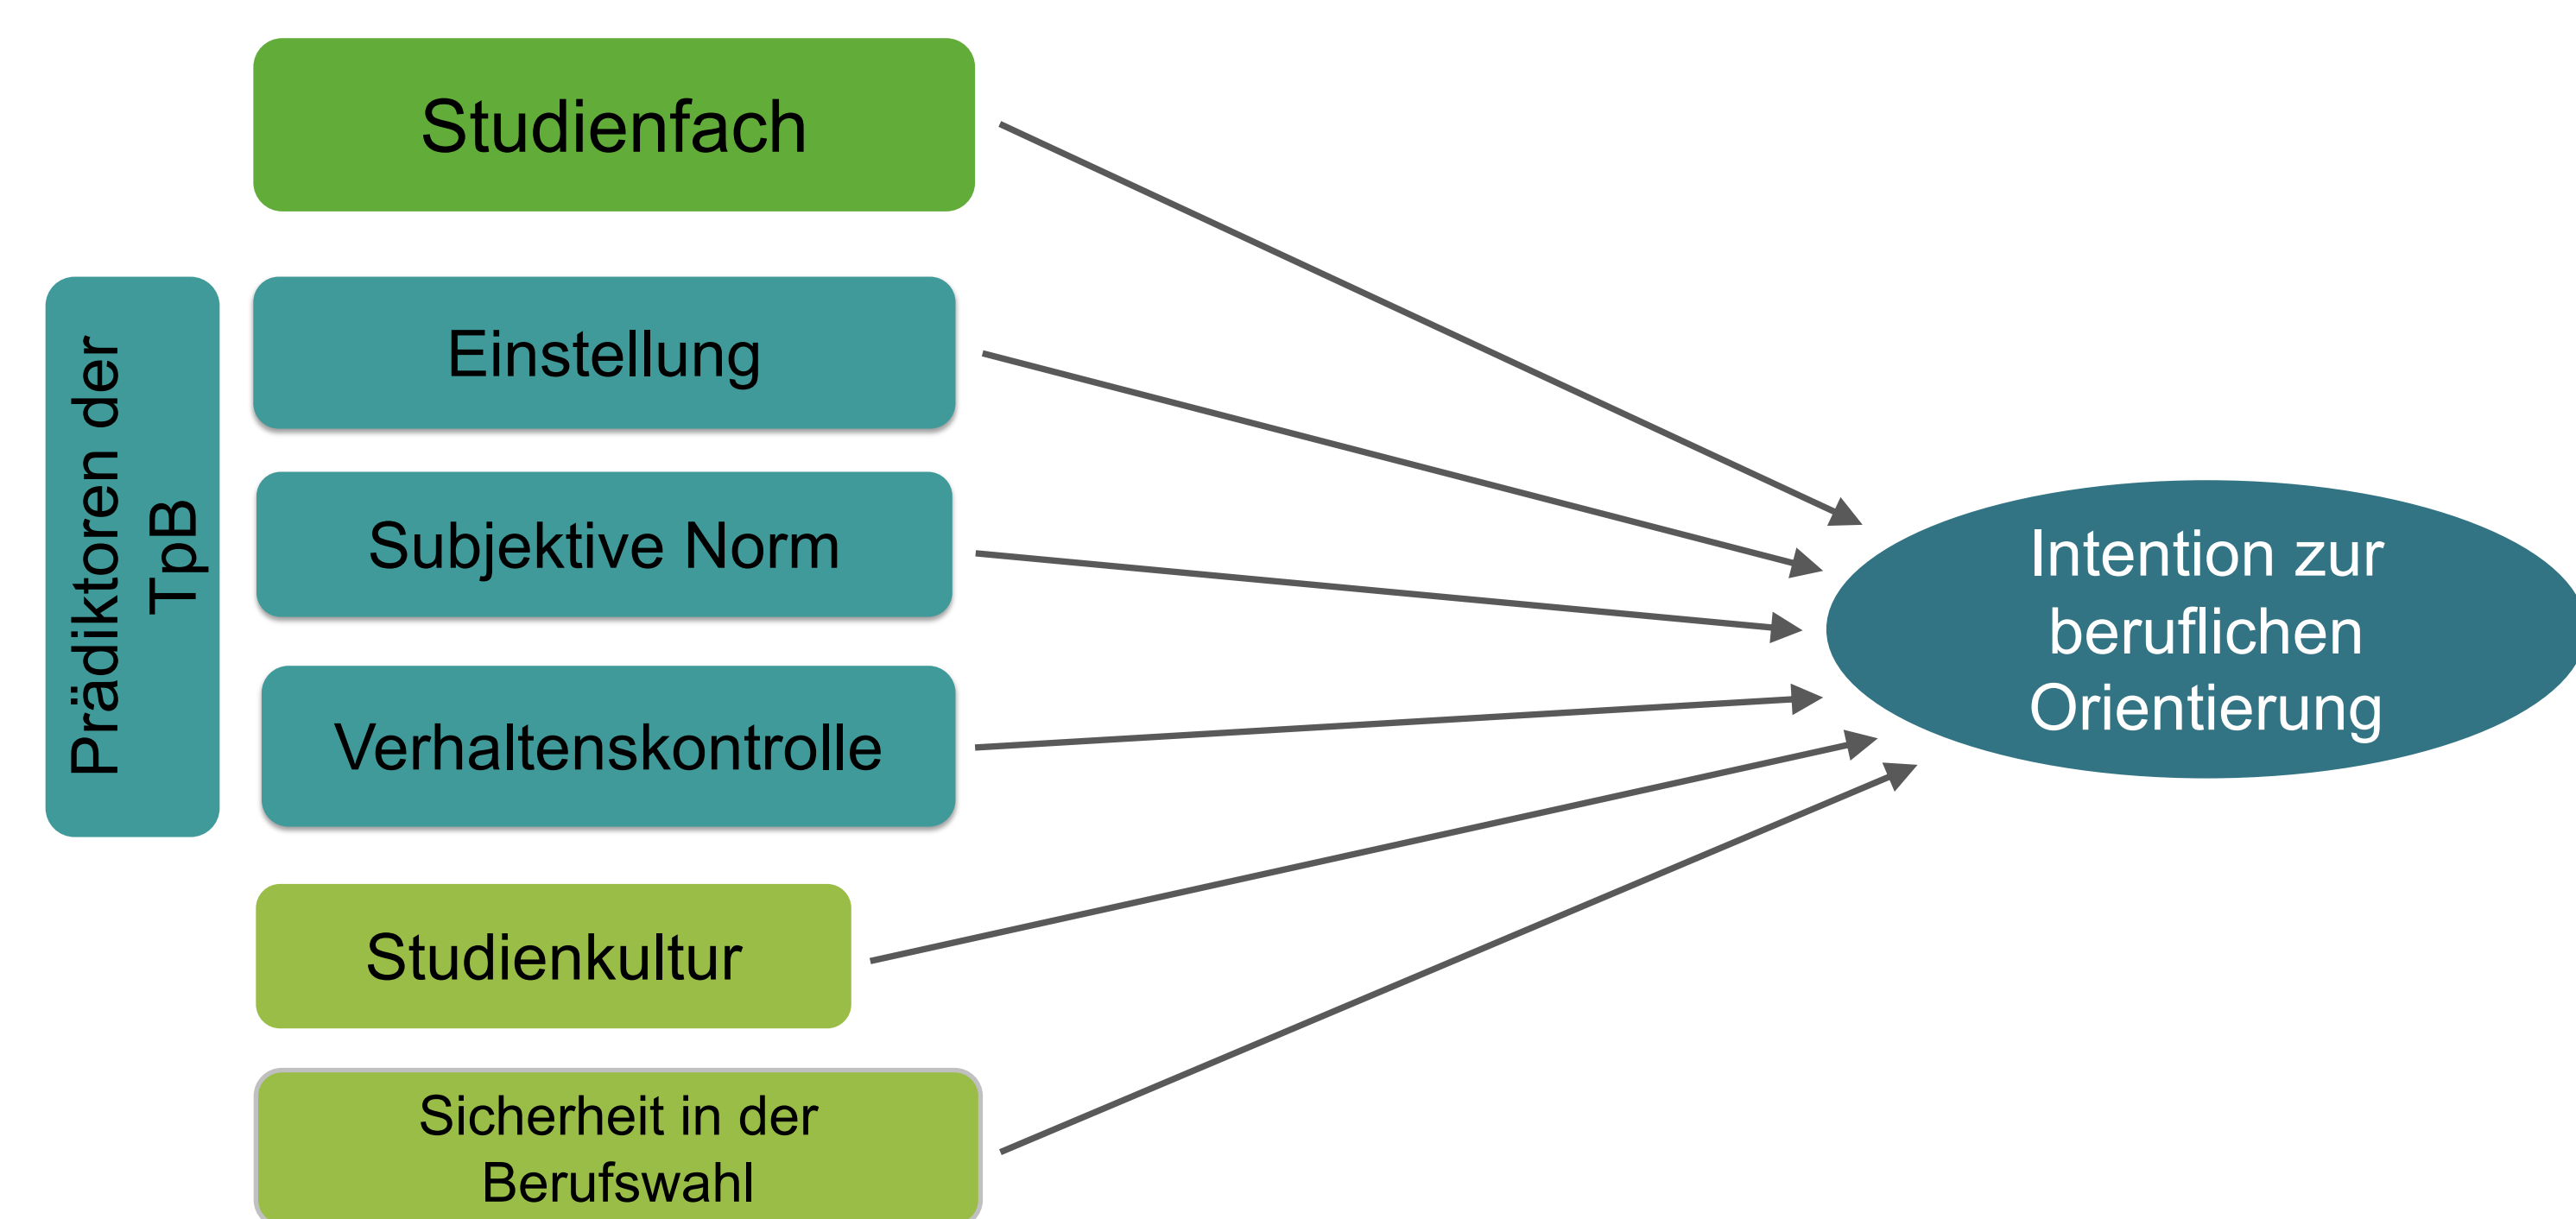 Studienfach
Prädiktoren der
TpB
Einstellung
Subjektive Norm
Verhaltenskontrolle
Studienkultur
Sicherheit in der
Berufswahl
Intention zur
beruflichen
Orientierung